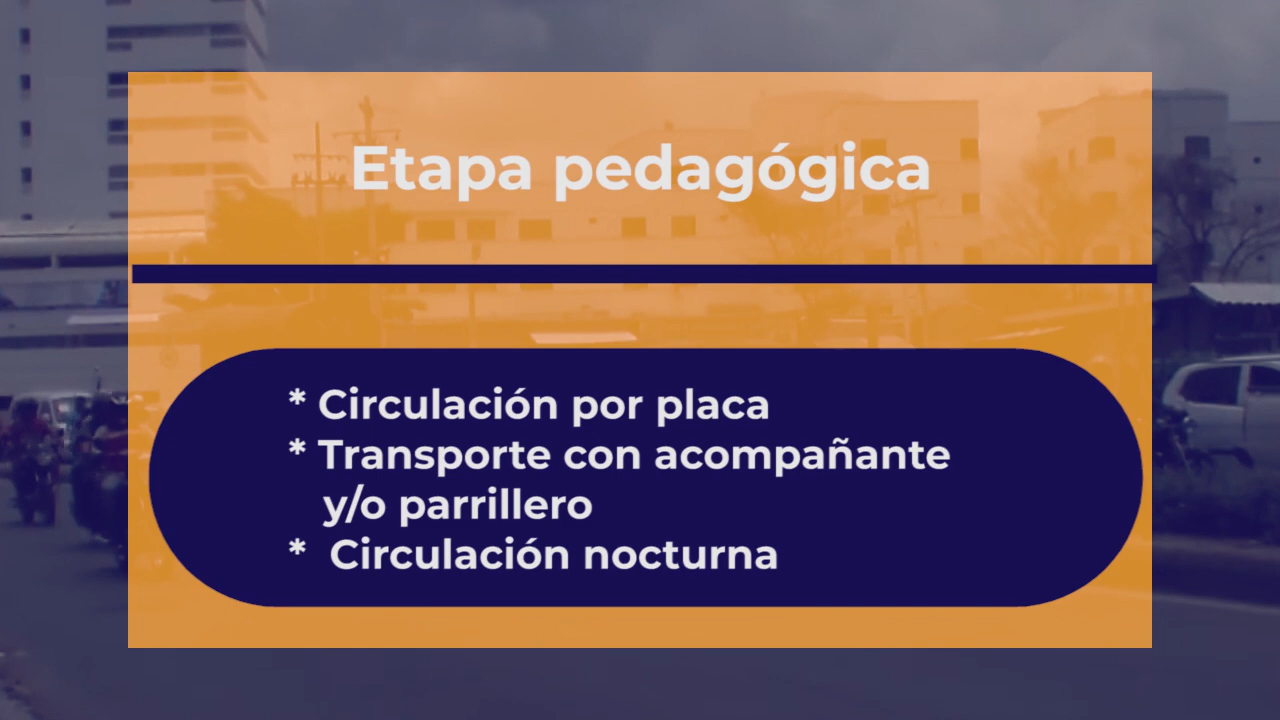 Etapa pedagógica
* Circulación por placa
* Transporte con acompañante
y/o parrillero
* Circulación nocturna